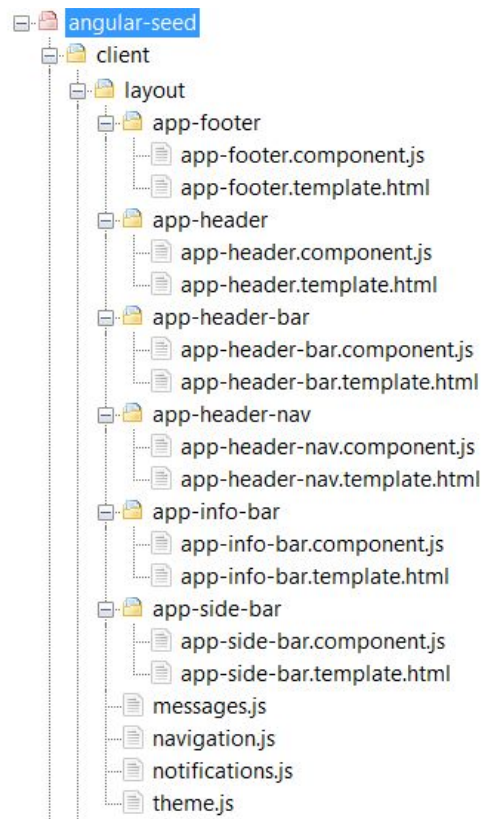 angular-seed
client
layout
app-footer
app-footer.component.js
app-footer.template.html
app-header
app-header.component.js
app-header.template.html
app-header-bar
app-header-bar.component.js
app-header-bar.template.html
app-header-nav
app-header-nav.component.js
app-header-nav.template.html
app-info-bar
app-info-bar.component.js
app-info-bar.template.html
app-side-bar
app-side-bar.component.js
app-side-bar.template.html
messages.js
navigation.js
notifications.js
theme.js